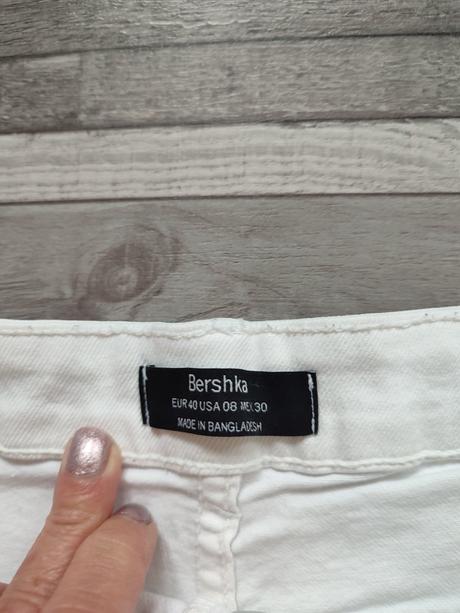 Bershka
EUR 40 USA 08 MEX 30
MADE IN BANGLADESH